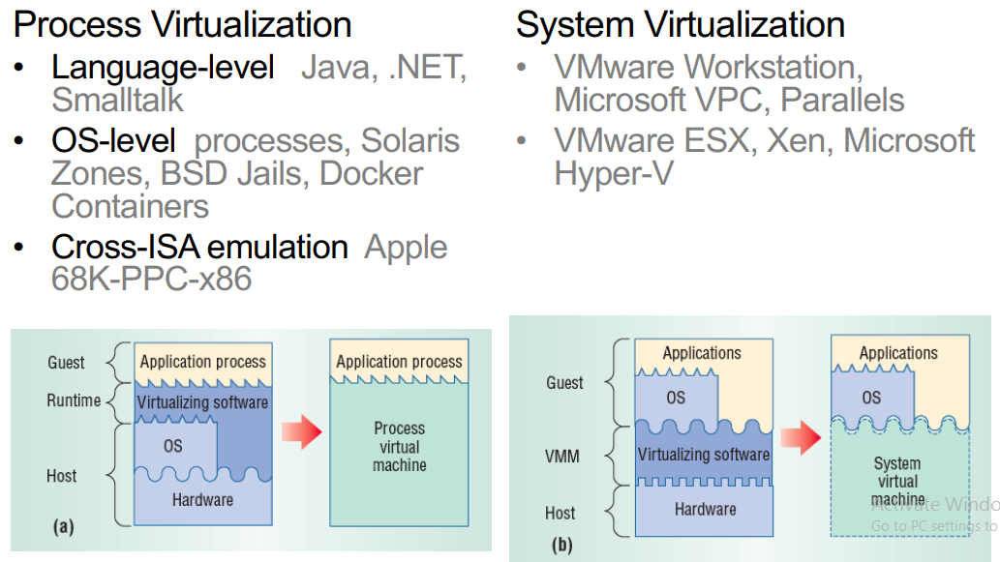 Process Virtualization
• Language-level Java, .NET,
Smalltalk
• OS-level processes, Solaris
Zones, BSD Jails, Docker
Containers
• Cross-ISA emulation Apple
68K-PPC-x86
System Virtualization
• VMware Workstation,
Microsoft VPC, Parallels
• VMware ESX, Xen, Microsoft
Hyper-V
Guest
Runtime
Host
Application process
Virtualizing software
OS
Hardware
(a)
Application process
Process
virtual
machine
Guest
VMM
Host
Applications
OS
Virtualizing software
Hardware
(b)
Applications
OS
System
virtual
machine
Activate Windo
Go to PC settings to